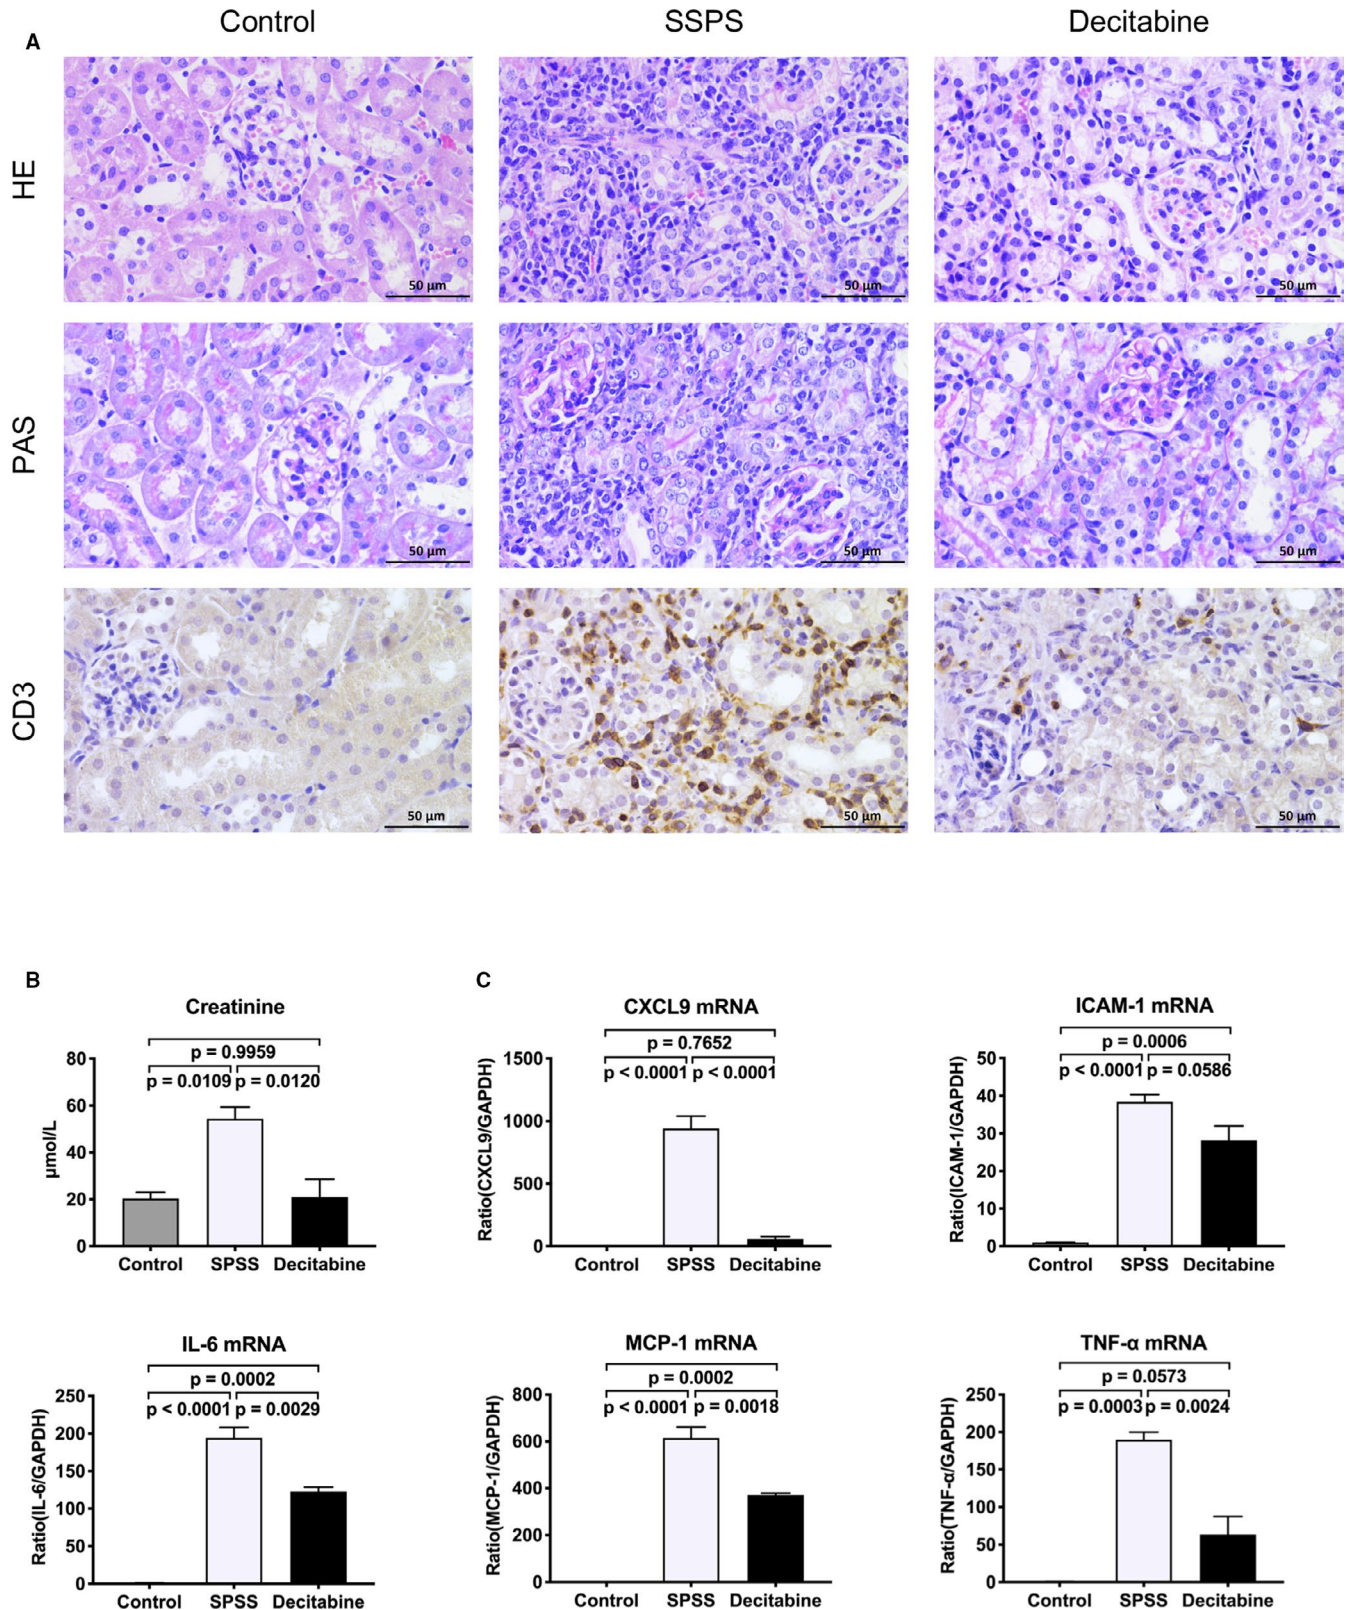 Control SSPS Decitabine
A
HE
50 µm 50 µm 50 µm
PAS
50 µm 50 µm 50 µm
CD3
50 µm 50 µm 50 µm
B
Creatinine
p = 0.9959
p = 0.0109 p = 0.0120
µmol/L
80
60
40
20
0
Control SPSS Decitabine
C
CXCL9 mRNA
p = 0.7652
p < 0.0001 p < 0.0001
Ratio(CXCL9/GAPDH)
1500
1000
500
0
Control SPSS Decitabine
ICAM-1 mRNA
p = 0.0006
p < 0.0001 p = 0.0586
Ratio(ICAM-1/GAPDH)
50
40
30
20
10
0
Control SPSS Decitabine
IL-6 mRNA
p = 0.0002
p < 0.0001 p = 0.0029
Ratio(IL-6/GAPDH)
250
200
150
100
50
0
Control SPSS Decitabine
MCP-1 mRNA
p = 0.0002
p < 0.0001 p = 0.0018
Ratio(MCP-1/GAPDH)
800
600
400
200
0
Control SPSS Decitabine
TNF-α mRNA
p = 0.0573
p = 0.0003 p = 0.0024
Ratio(TNF-α/GAPDH)
250
200
150
100
50
0
Control SPSS Decitabine